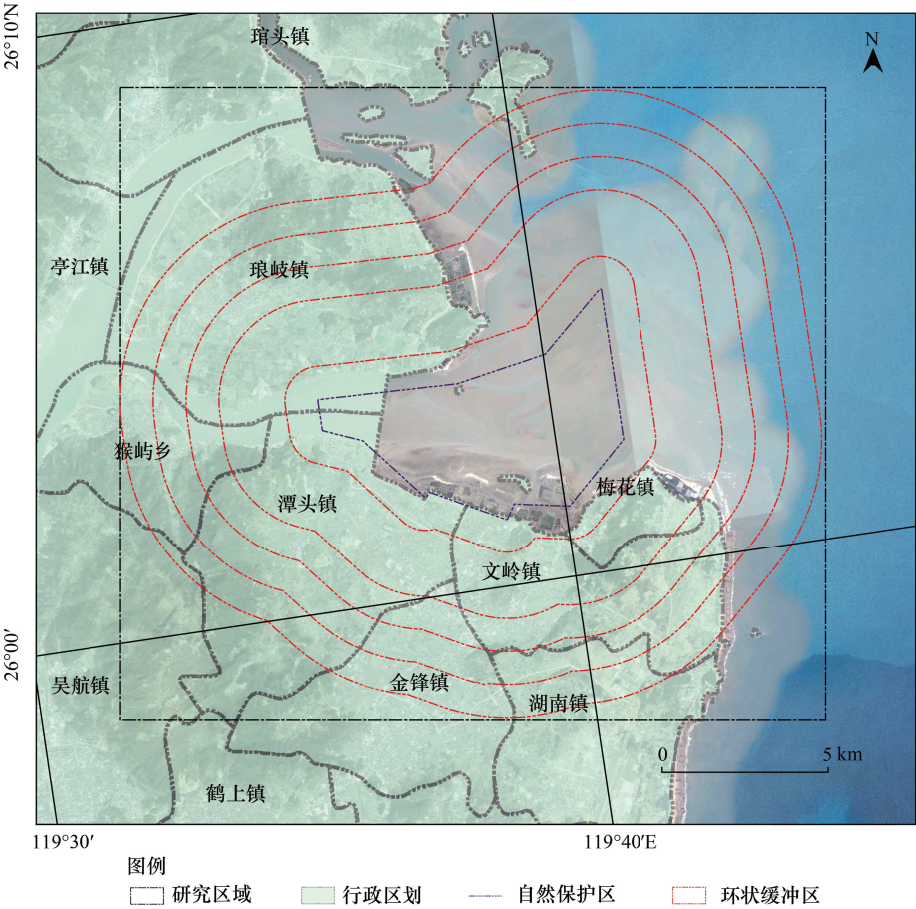 26°10′N
琯头镇
N
亭江镇
琅岐镇
猴屿乡
潭头镇
梅花镇
文岭镇
26°00′
吴航镇
金锋镇
湖南镇
0 5 km
鹤上镇
119°30′ 119°40′E
图例
研究区域 行政区划 自然保护区 环状缓冲区